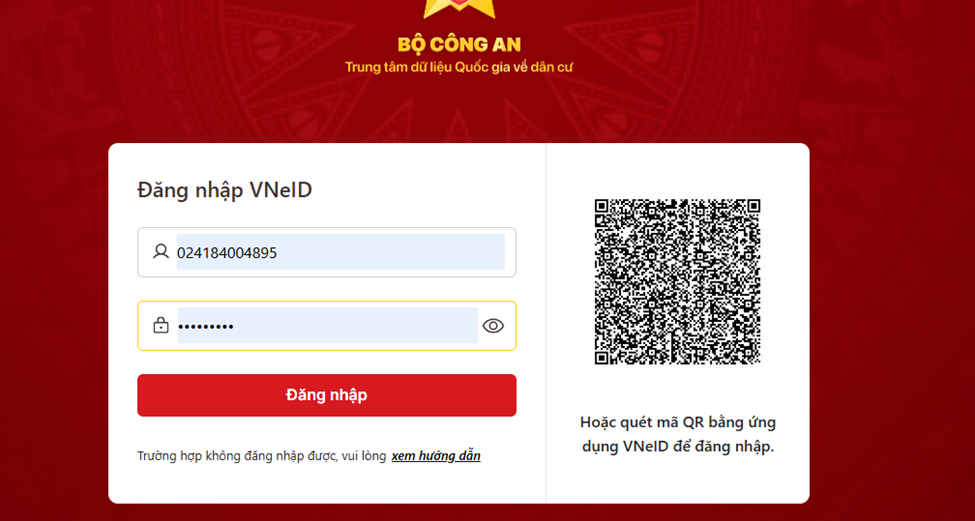 BỘ CÔNG AN
Trung tâm dữ liệu Quốc gia về dân cư
Đăng nhập VNeID
024184004895
•••••••••
Đăng nhập
Trường hợp không đăng nhập được, vui lòng xem hướng dẫn
Hoặc quét mã QR bằng ứng
dụng VNeID để đăng nhập.